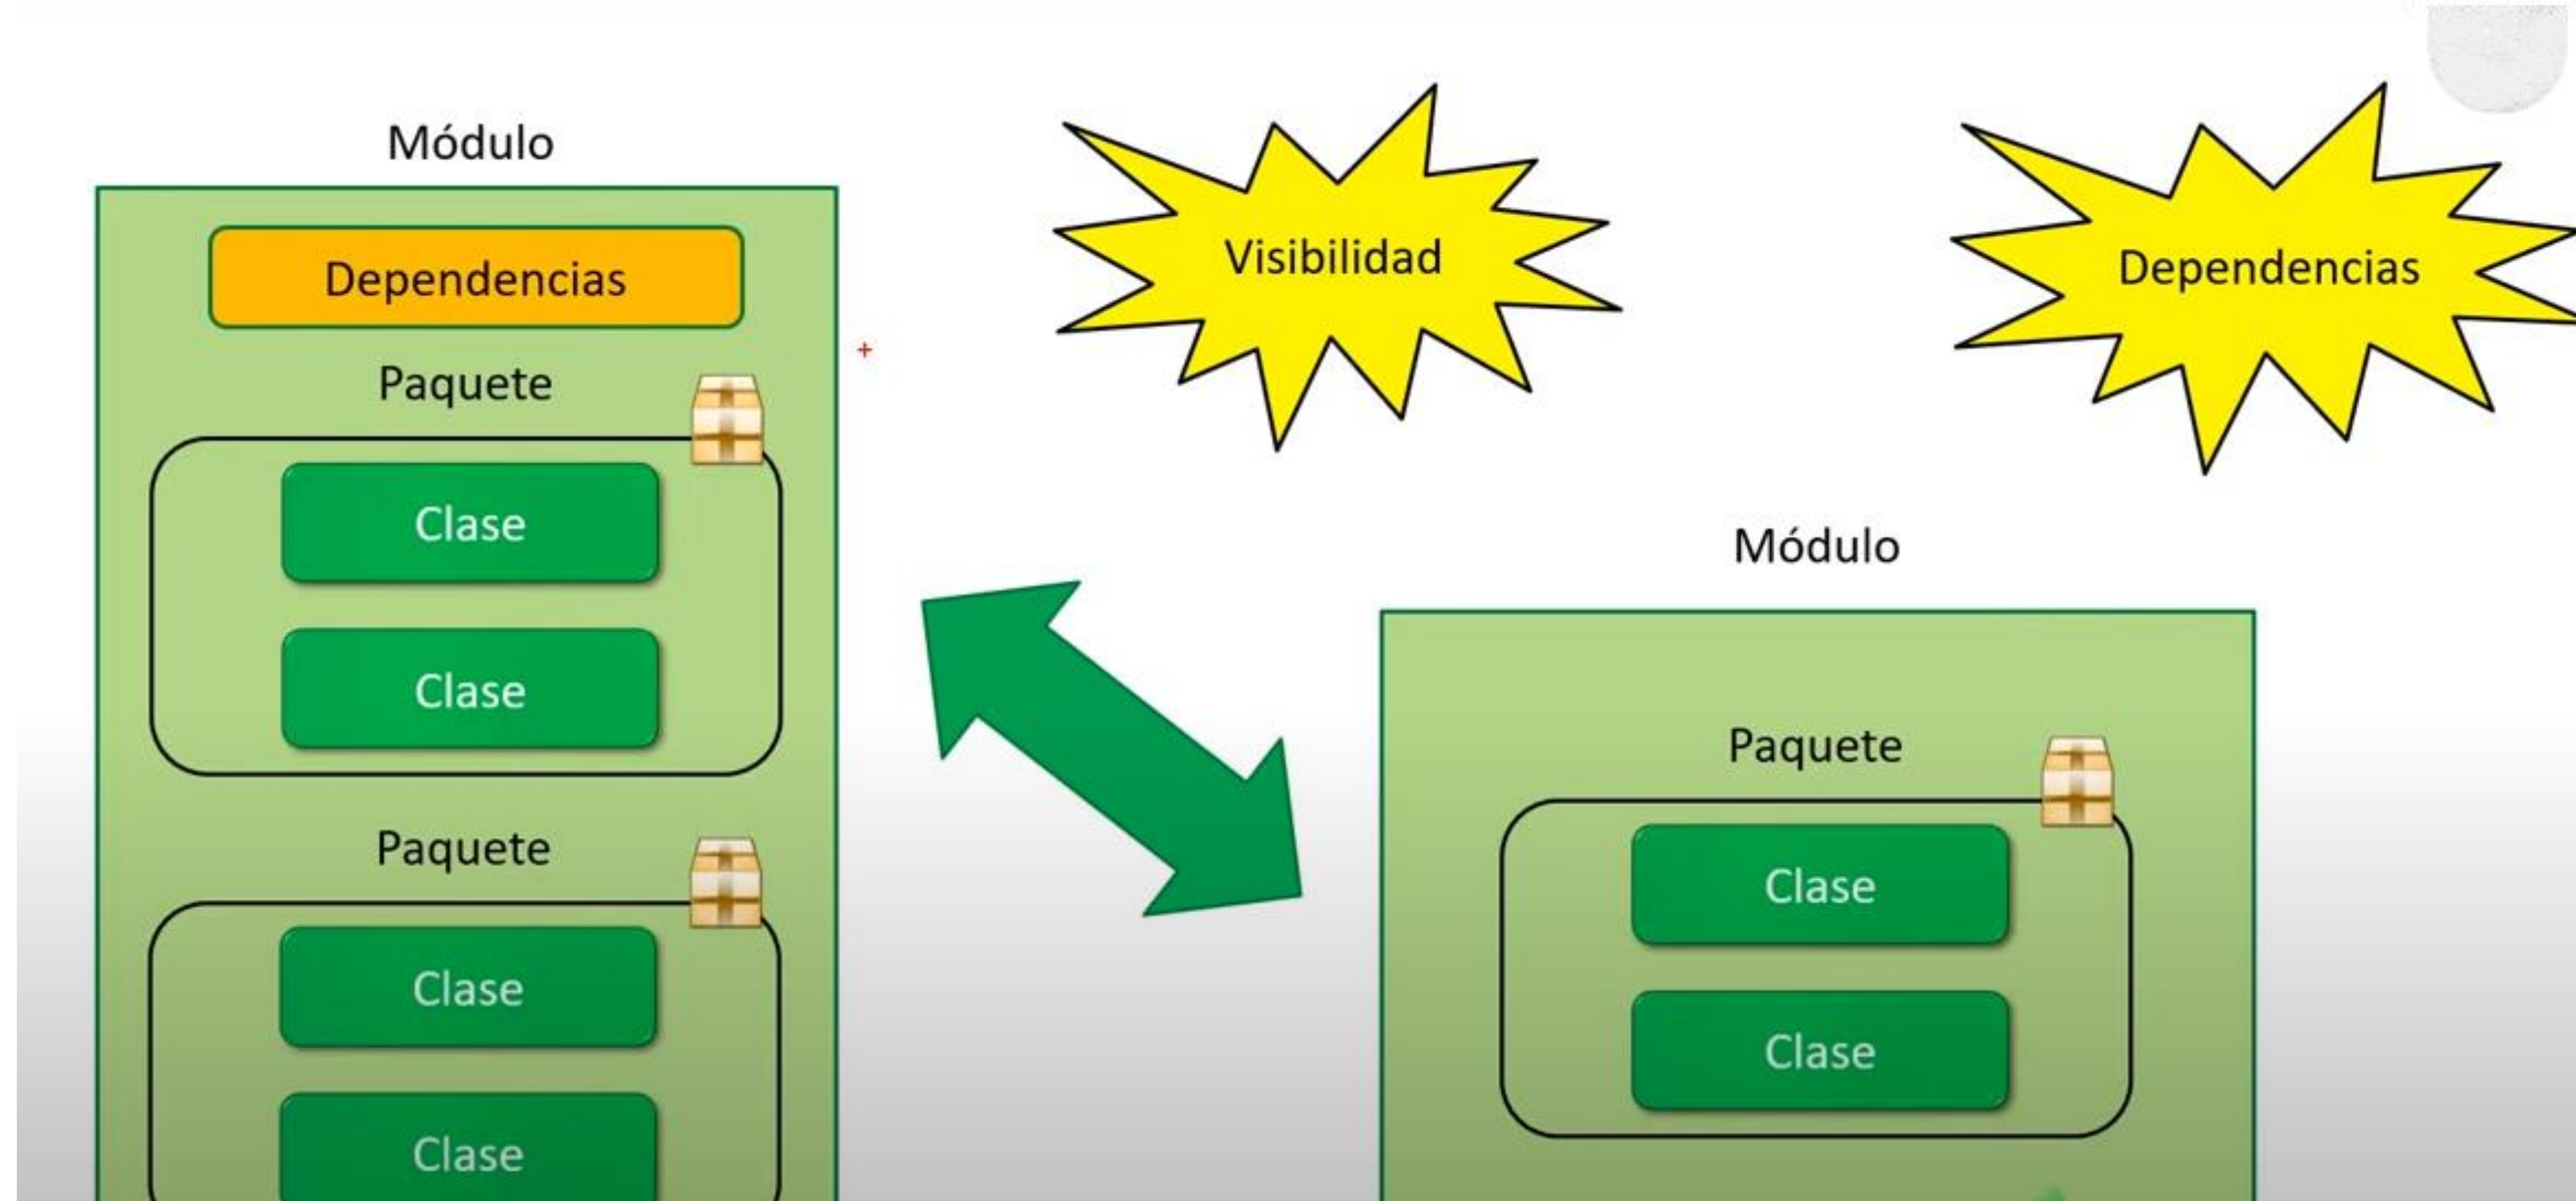 Módulo
Dependencias
Paquete
Clase
Clase
Paquete
Clase
Clase
Visibilidad
Dependencias
Módulo
Paquete
Clase
Clase